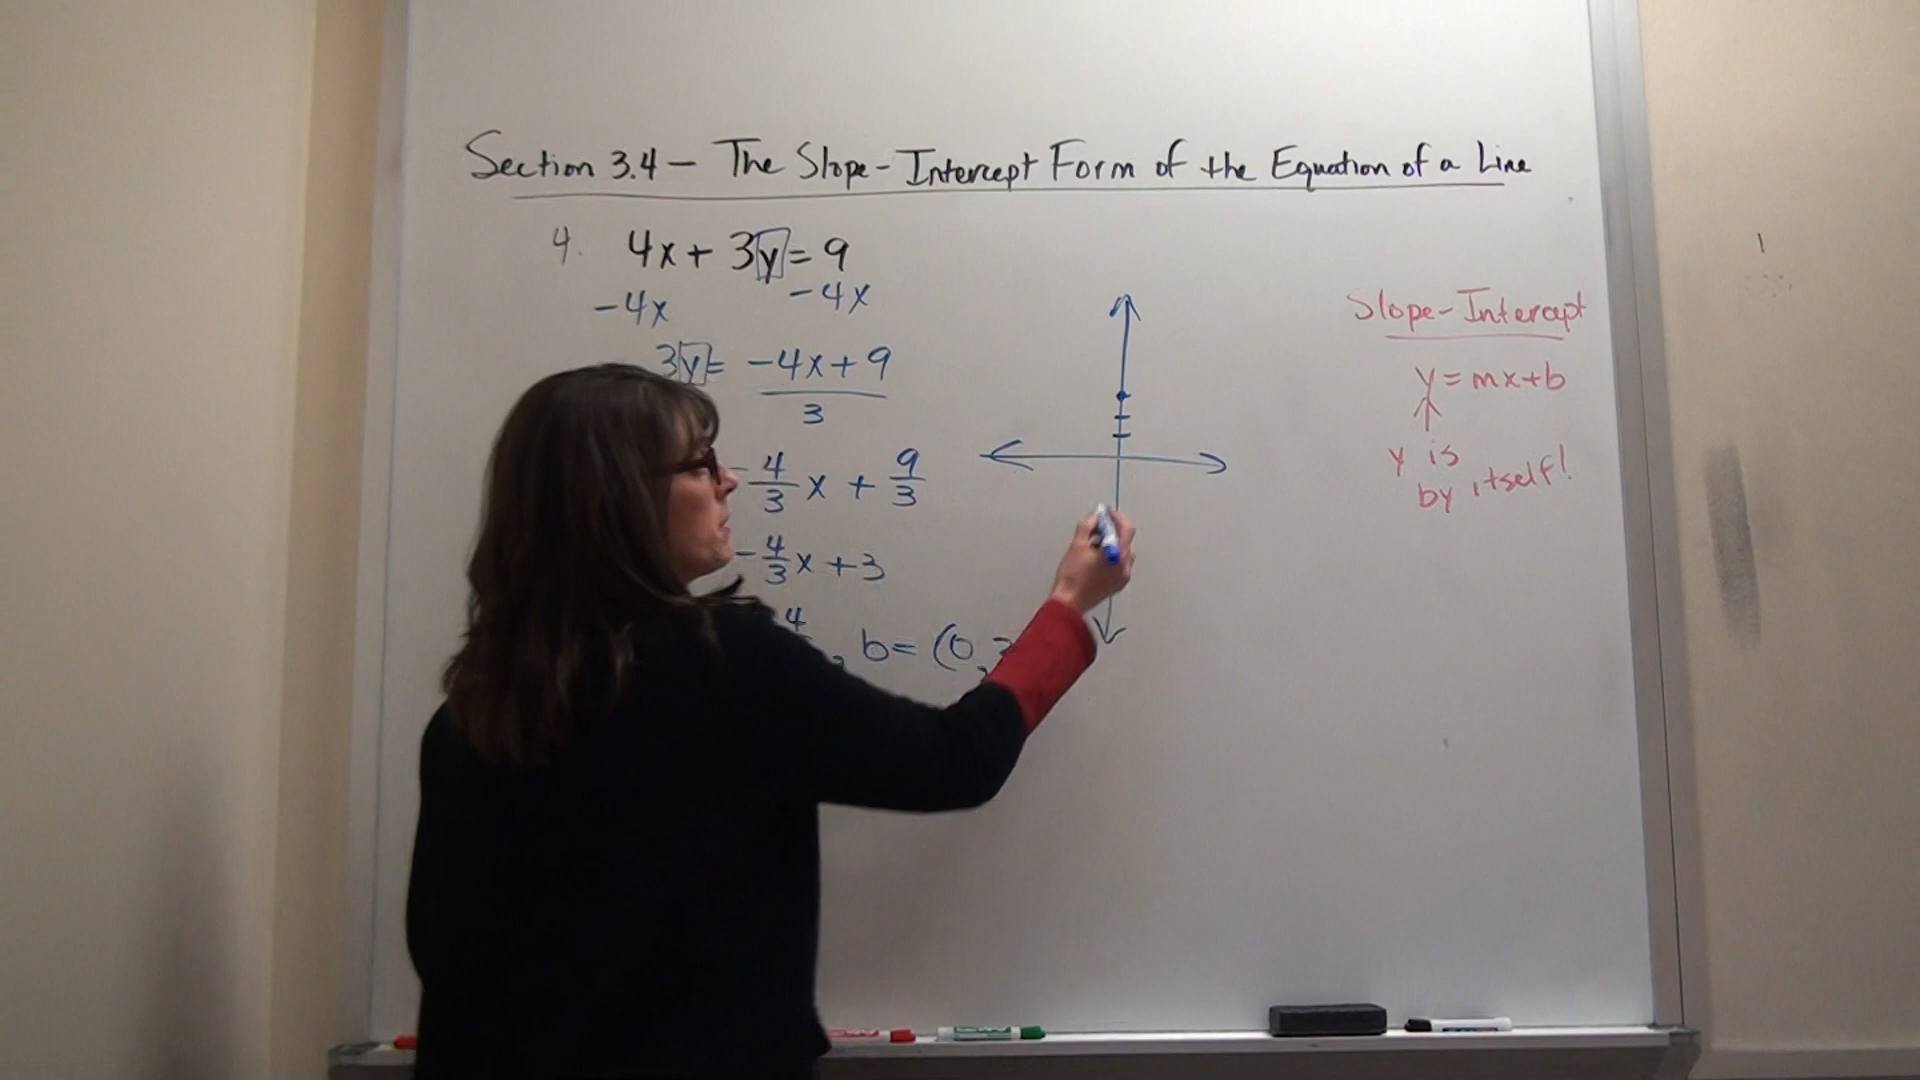 Section 3.4 – The Slope-Intercept Form of the Equation of a Line
4. 4x + 3y = 9
-4x -4x
3y = -4x + 9
3
-4/3 x + 9/3
-4/3 x + 3
4 , b = (0,3
Slope-Intercept
y = mx+b
y is
by itself!